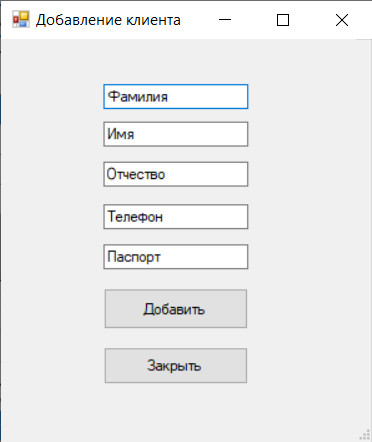 Добавление клиента
Фамилия
Имя
Отчество
Телефон
Паспорт
Добавить
Закрыть